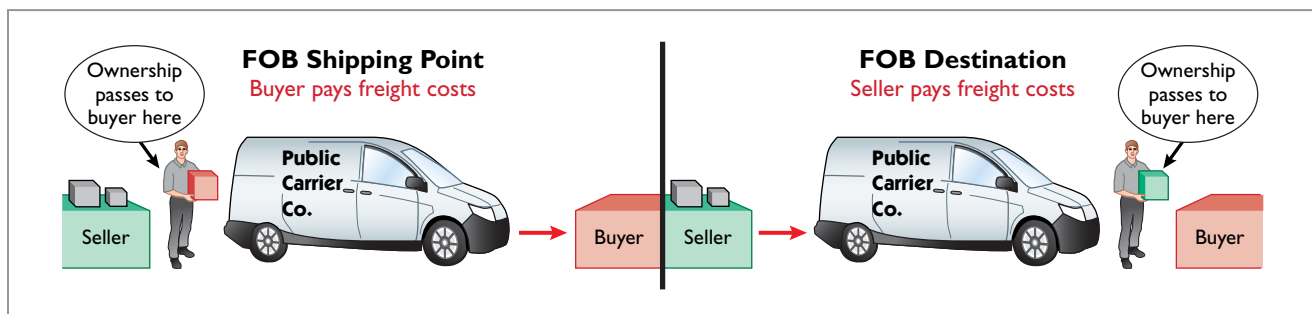 FOB Shipping Point
Buyer pays freight costs
Ownership
passes to
buyer here
Public
Carrier
Co.
Seller
Buyer
FOB Destination
Seller pays freight costs
Ownership
passes to
buyer here
Public
Carrier
Co.
Seller
Buyer